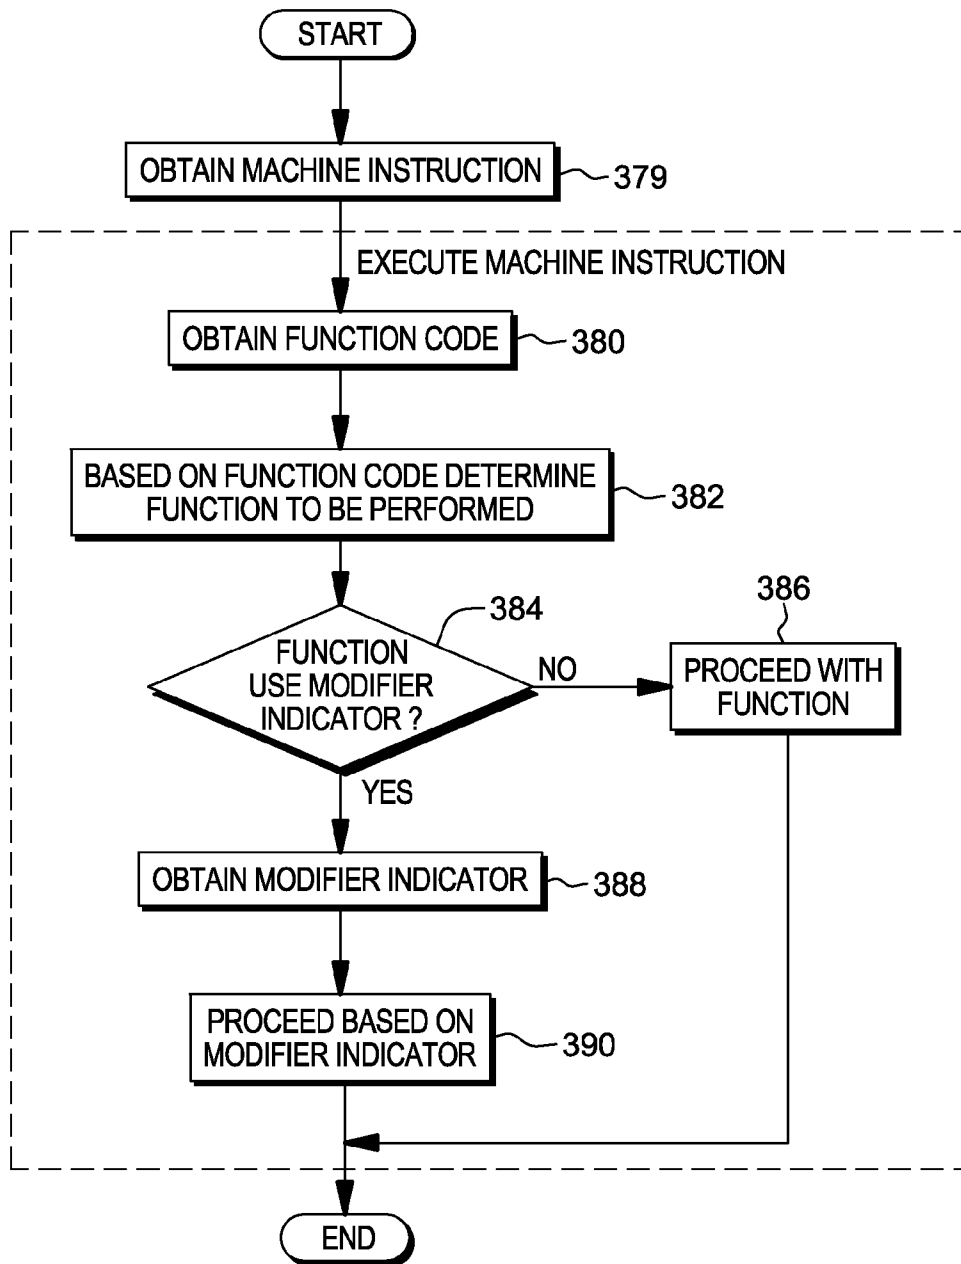 START
OBTAIN MACHINE INSTRUCTION
379
EXECUTE MACHINE INSTRUCTION
OBTAIN FUNCTION CODE
380
BASED ON FUNCTION CODE DETERMINE
FUNCTION TO BE PERFORMED
382
384
FUNCTION
USE MODIFIER
INDICATOR ?
NO
386
PROCEED WITH
FUNCTION
YES
OBTAIN MODIFIER INDICATOR
388
PROCEED BASED ON
MODIFIER INDICATOR
390
END